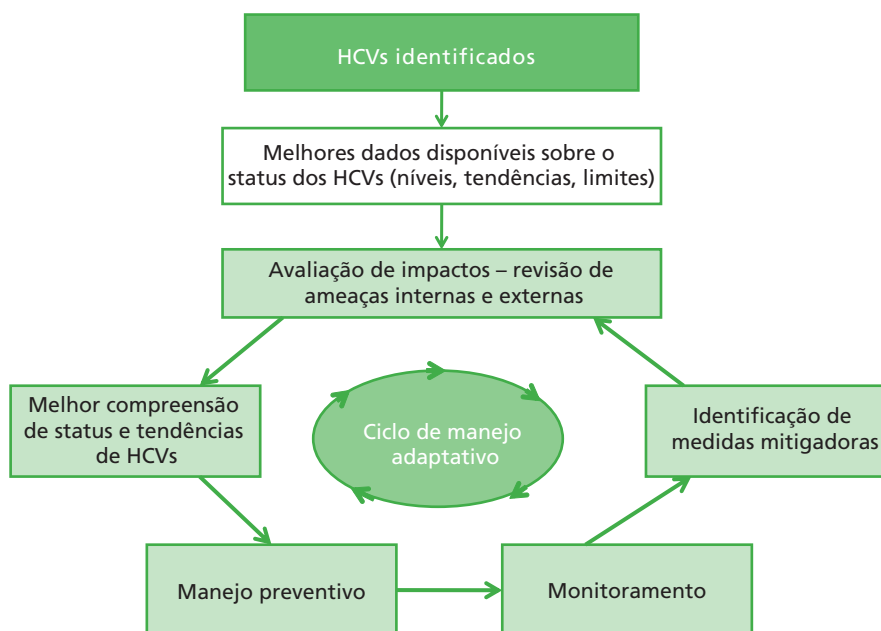 HCVs identificados
Melhores dados disponíveis sobre o
status dos HCVs (níveis, tendências, limites)
Avaliação de impactos – revisão de
ameaças internas e externas
Melhor compreensão
de status e tendências
de HCVs
Ciclo de manejo
adaptativo
Identificação de
medidas mitigadoras
Manejo preventivo
Monitoramento